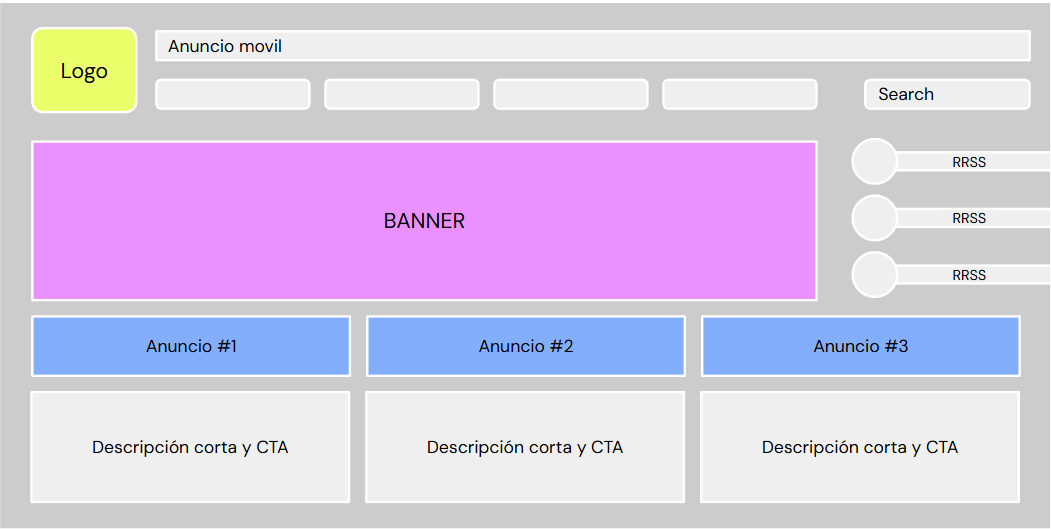 Logo
Anuncio movil
Search
BANNER
RRSS
RRSS
RRSS
Anuncio #1
Anuncio #2
Anuncio #3
Descripción corta y CTA
Descripción corta y CTA
Descripción corta y CTA